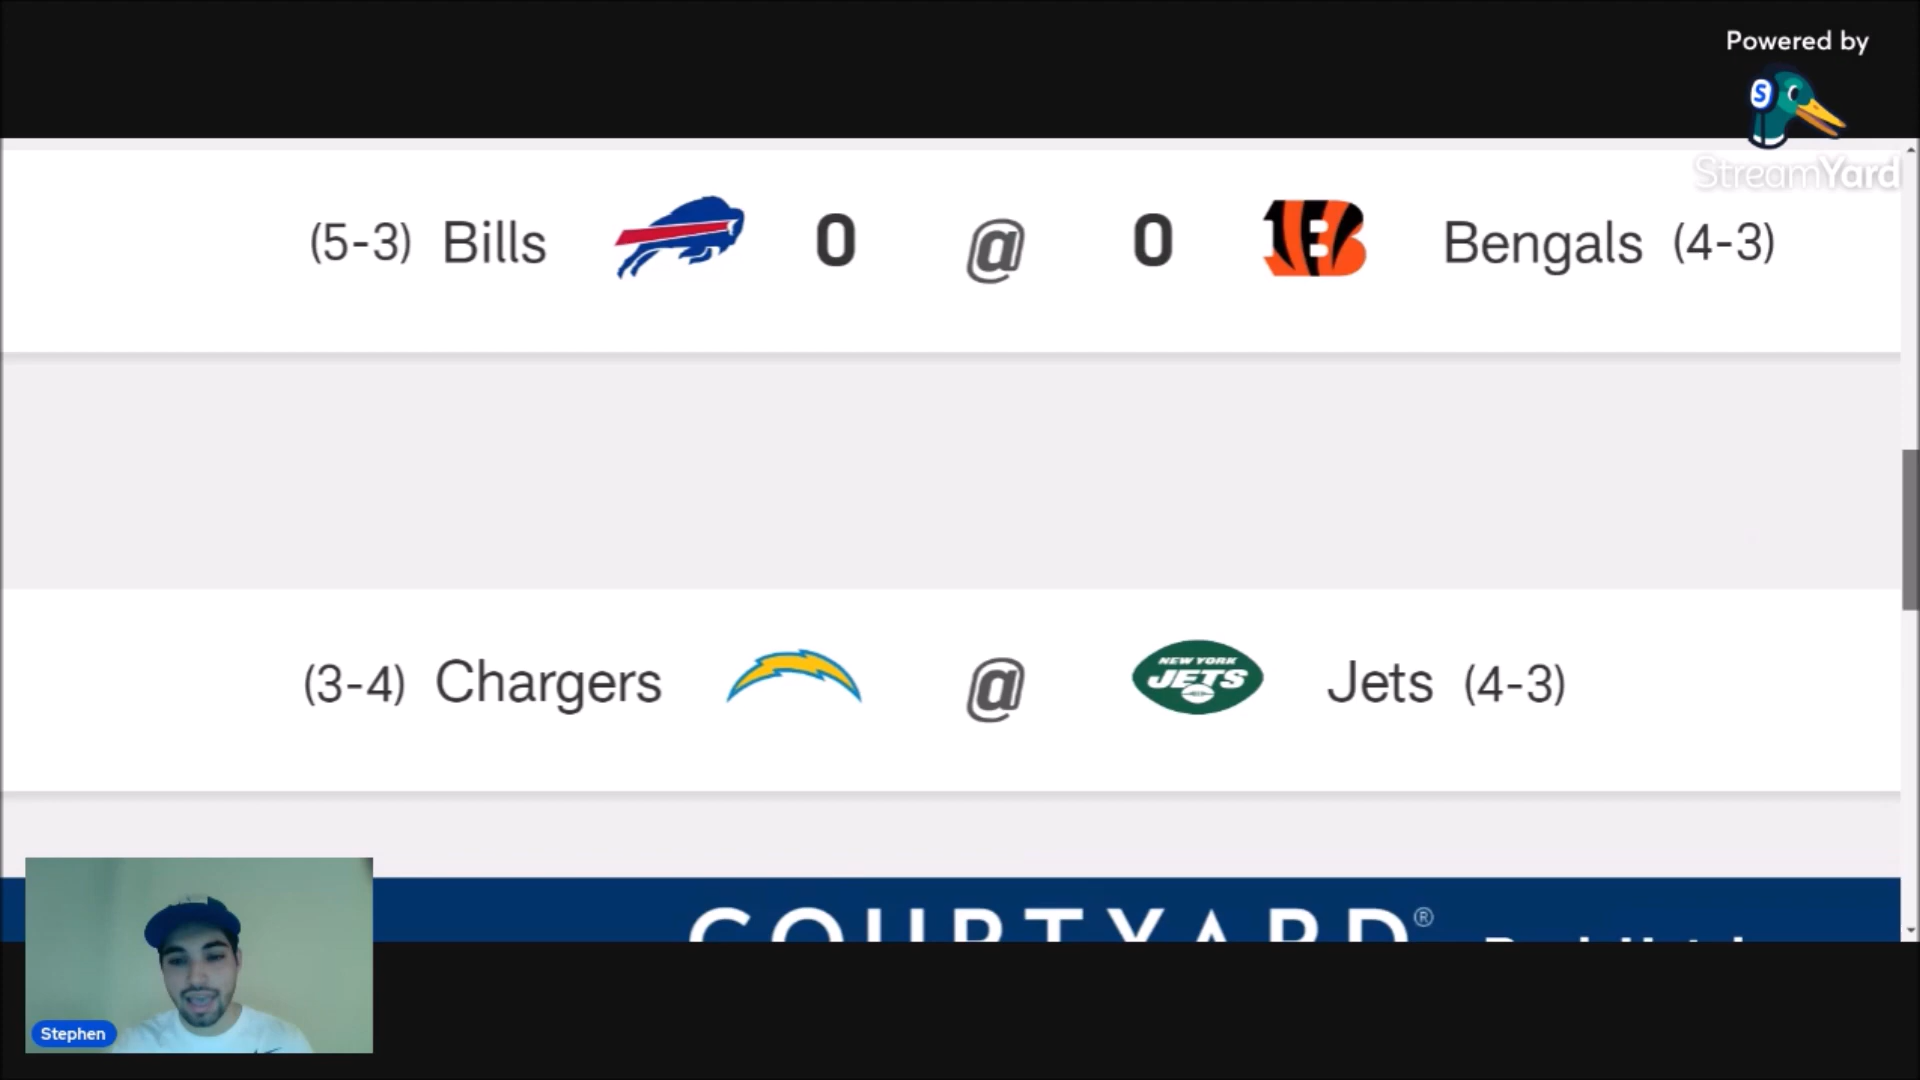 Powered by
S
StreamYard
(5-3) Bills 0 @ 0 B Bengals (4-3)
(3-4) Chargers @ NEW YORK JETS Jets (4-3)
COURTYARD®
Stephen